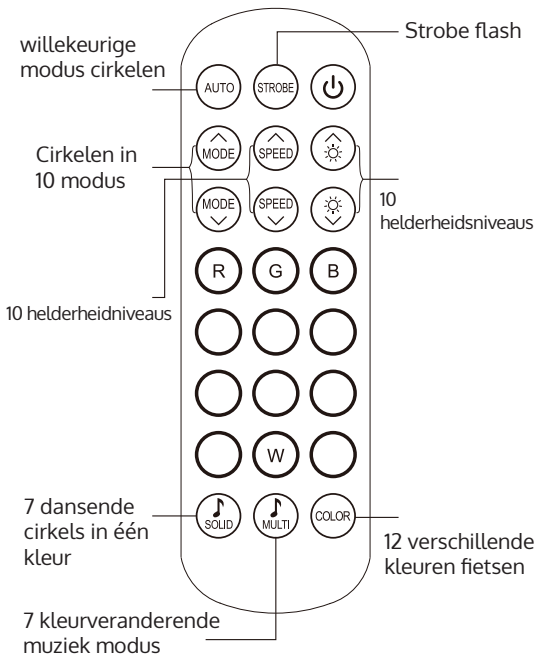 willekeurige
modus cirkelen
Strobe flash
AUTO
STROBE
MODE
SPEED
Cirkelen in
10 modus
MODE
SPEED
10
helderheidsniveaus
R
G
B
10 helderheidniveaus
W
SOLID
MULTI
COLOR
7 dansende
cirkels in één
kleur
12 verschillende
kleuren fietsen
7 kleurveranderende
muziek modus